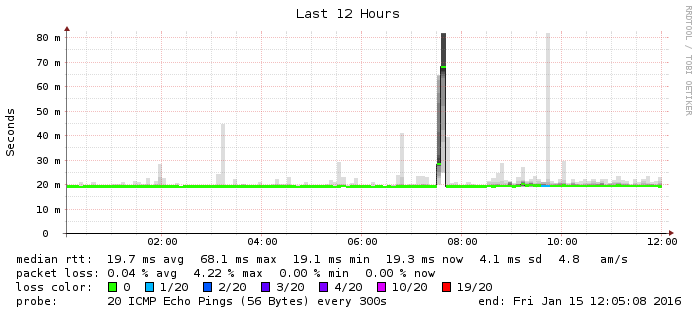 Last 12 Hours
RRDTOOL / TOBI OETIKER
Seconds
80 m
70 m
60 m
50 m
40 m
30 m
20 m
10 m
0
02:00 04:00 06:00 08:00 10:00 12:00
median rtt: 19.7 ms avg 68.1 ms max 19.1 ms min 19.3 ms now 4.1 ms sd 4.8 am/s
packet loss: 0.04 % avg 4.22 % max 0.00 % min 0.00 % now
loss color: 0 1/20 2/20 3/20 4/20 10/20 19/20
probe: 20 ICMP Echo Pings (56 Bytes) every 300s end: Fri Jan 15 12:05:08 2016